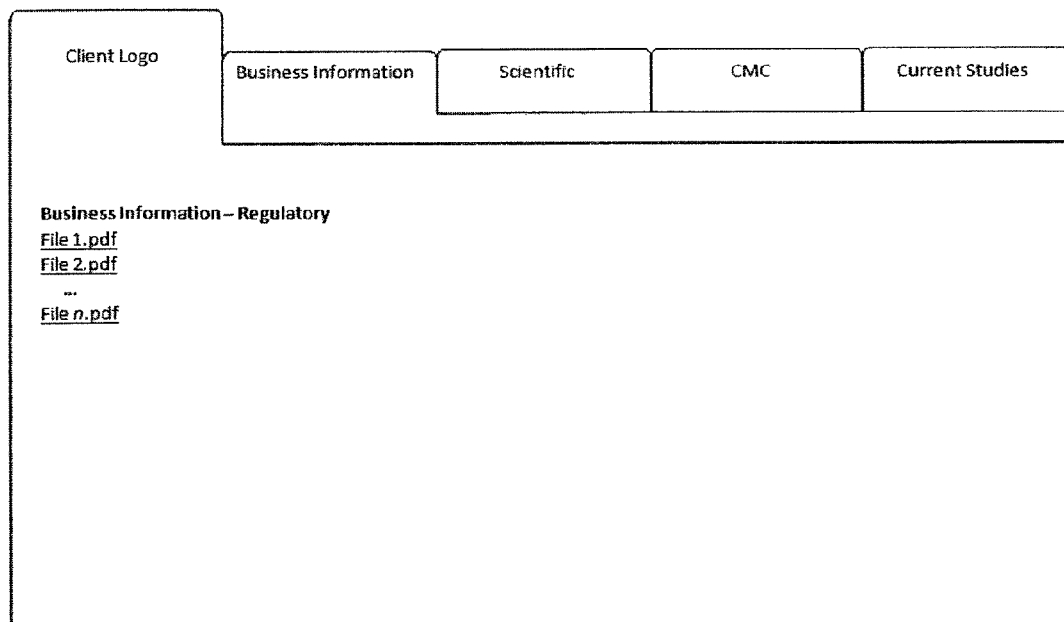 Client Logo
Business Information
Scientific
CMC
Current Studies
Business Information – Regulatory
File 1.pdf
File 2.pdf
...
File n.pdf